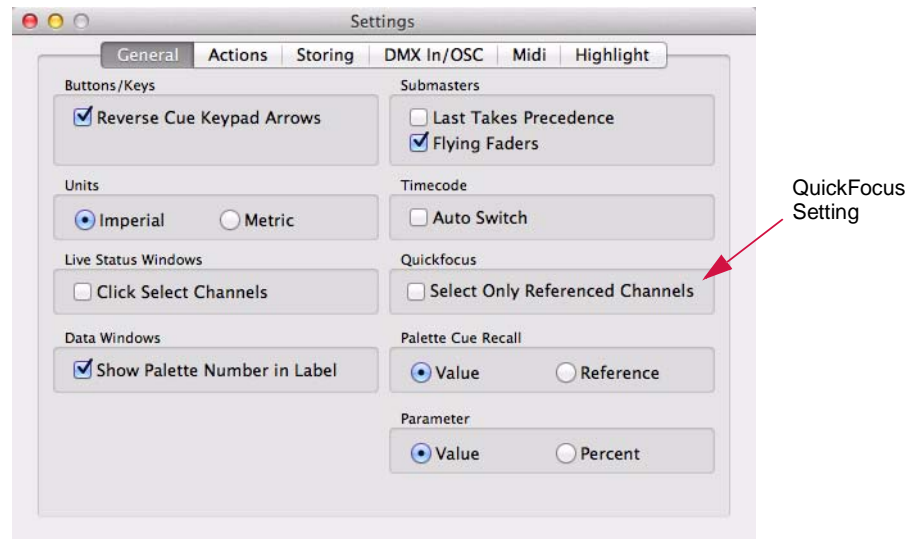 Settings
General Actions Storing DMX In/OSC Midi Highlight
Buttons/Keys
Reverse Cue Keypad Arrows
Submasters
Last Takes Precedence
Flying Faders
Units
Imperial Metric
Timecode
Auto Switch
Live Status Windows
Click Select Channels
Quickfocus
Select Only Referenced Channels
Data Windows
Show Palette Number in Label
Palette Cue Recall
Value Reference
Parameter
Value Percent
QuickFocus
Setting